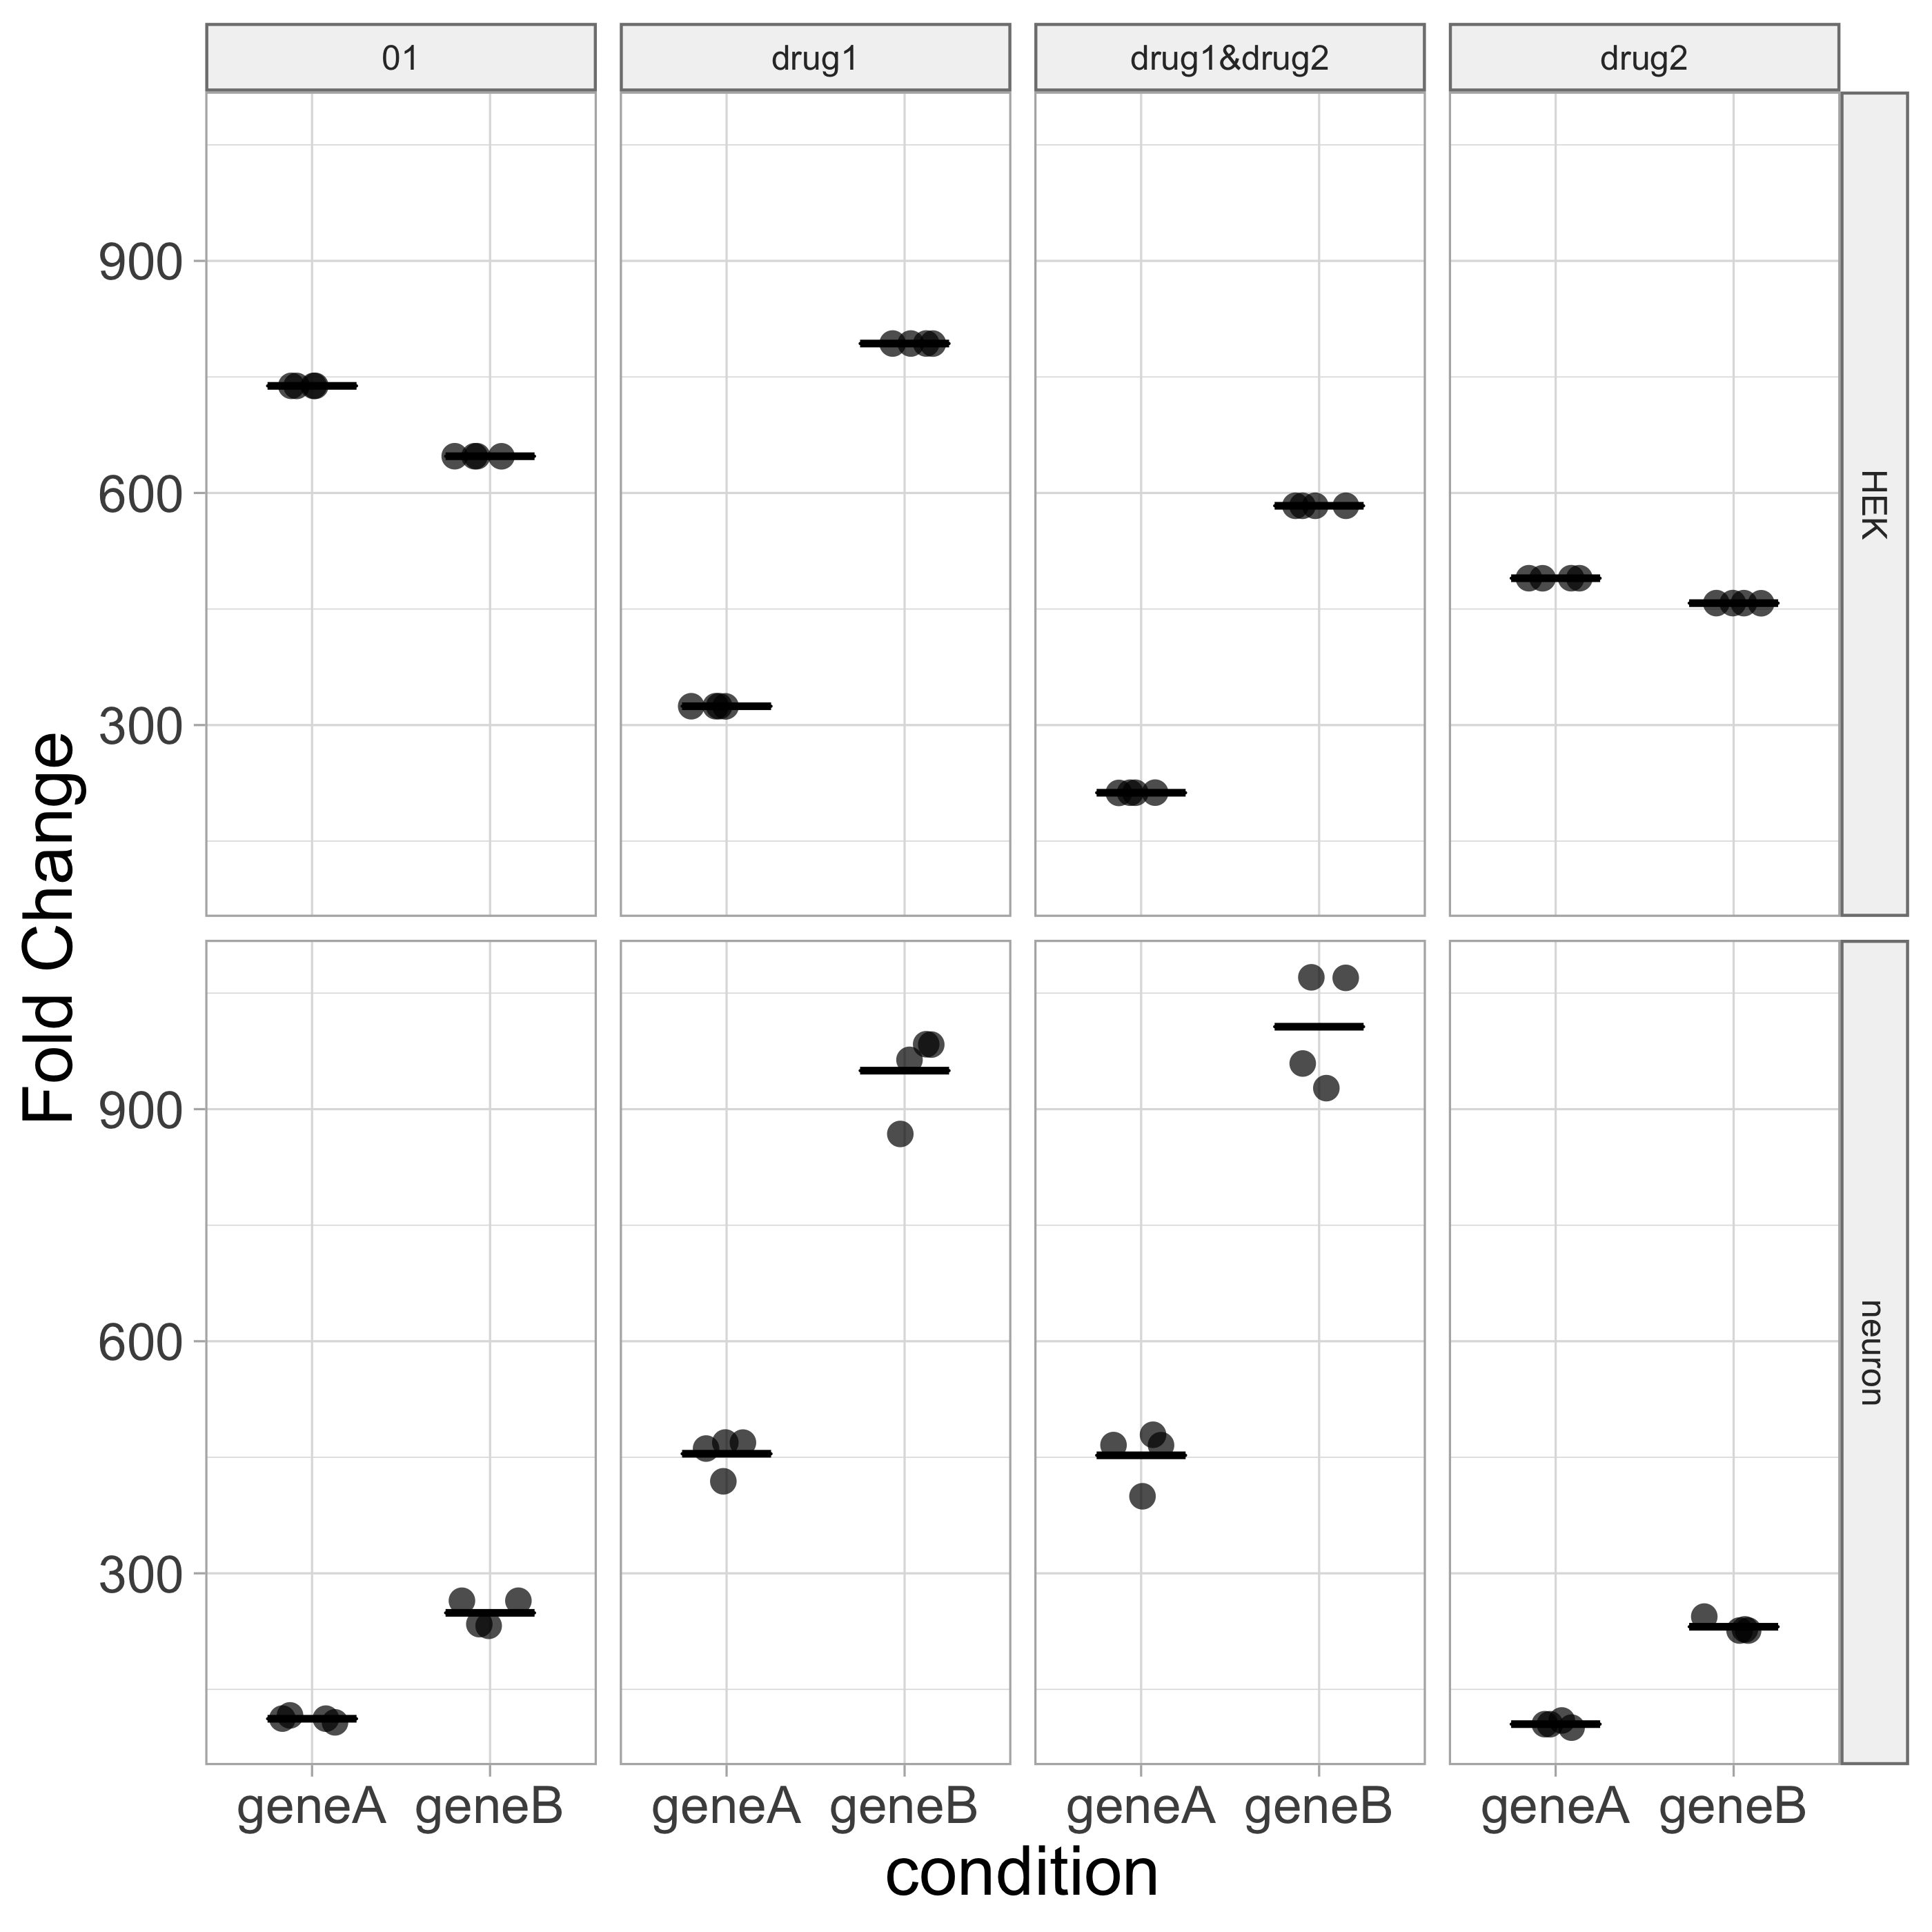 01
drug1
drug1&drug2
drug2
900
600
300
HEK
Fold Change
900
600
300
neuron
geneA
geneB
geneA
geneB
geneA
geneB
geneA
geneB
condition